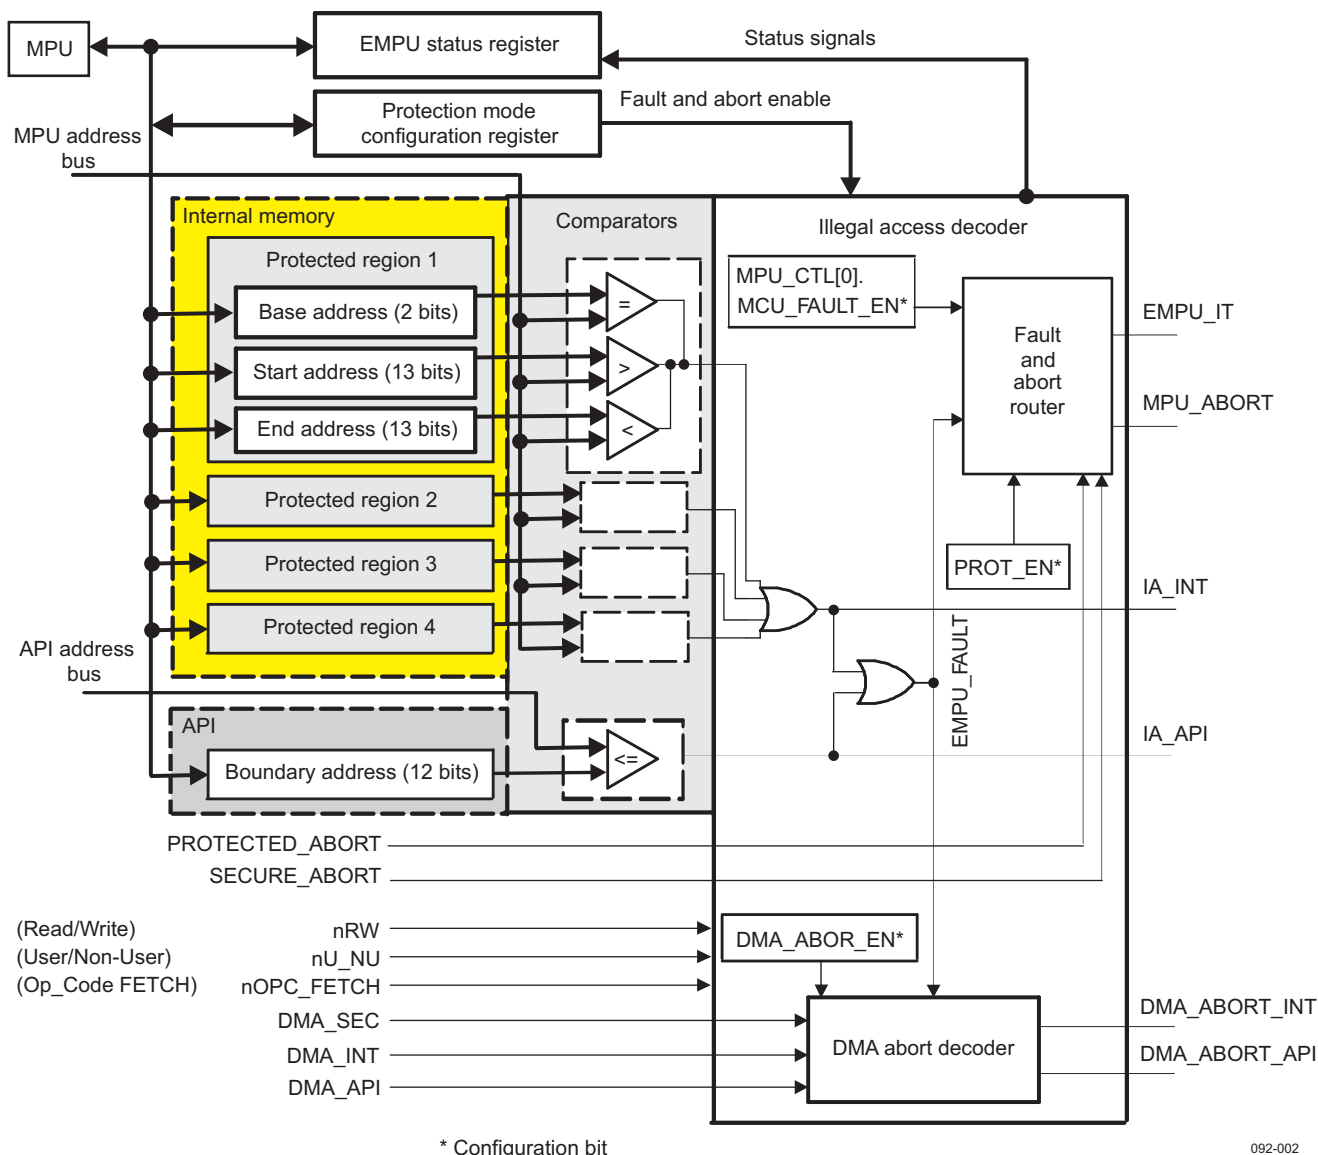 MPU
EMPU status register
Status signals
Protection mode
configuration register
Fault and abort enable
MPU address
bus
Internal memory
Comparators
Illegal access decoder
Protected region 1
Base address (2 bits)
=
MPU_CTL[0].
MCU_FAULT_EN*
Fault
and
abort
router
EMPU_IT
Start address (13 bits)
>
MPU_ABORT
End address (13 bits)
<
Protected region 2
Protected region 3
PROT_EN*
IA_INT
Protected region 4
API address
bus
EMPU_FAULT
API
IA_API
Boundary address (12 bits)
<=
PROTECTED_ABORT
SECURE_ABORT
(Read/Write) nRW
(User/Non-User) nU_NU
(Op_Code FETCH) nOPC_FETCH
DMA_ABOR_EN*
DMA_SEC
DMA_INT
DMA_API
DMA abort decoder
DMA_ABORT_INT
DMA_ABORT_API
* Configuration bit
092-002